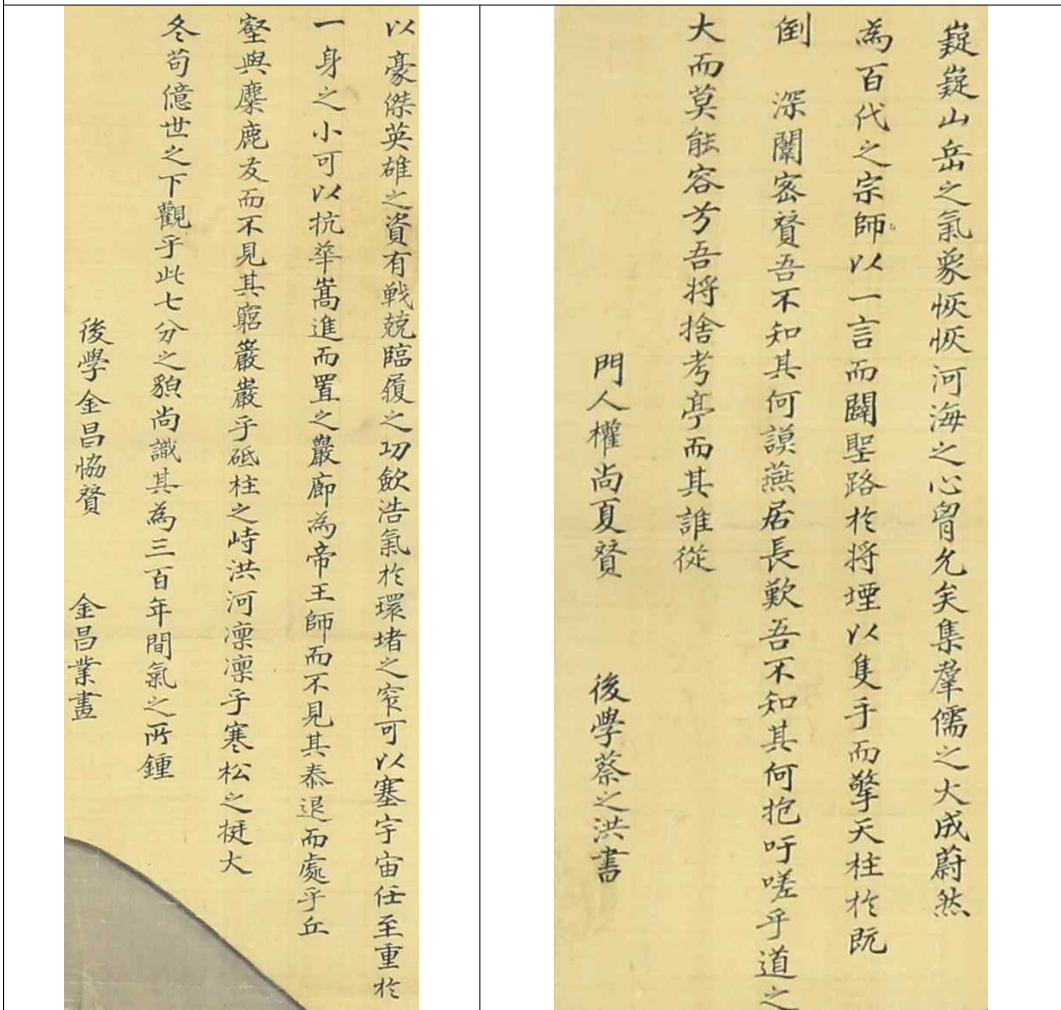 以豪傑英雄之資有戰兢臨履之功斂浩氣於環堵之窄可以塞宇宙任至重於
一身之小可以抗華嵩進而置之巖廊為帝王師而不見其泰退而處乎丘
壑與麋鹿友而不見其窮巖巖乎砥柱之峙洪河凜凜乎寒松之挺大
冬苟億世之下觀乎此七分之貌尚識其為三百年間氣之所鍾
後學金昌協贊　金昌業畫
嶷嶷山岳之氣象恢恢河海之心胷允矣集羣儒之大成蔚然
為百代之宗師以一言而闢聖路於將堙以隻手而擎天柱於既
倒　深闈密贊吾不知其何謨燕居長歎吾不知其何抱吁嗟乎道之
大而莫能容兮吾將捨考亭而其誰從
門人權尚夏贊　後學蔡之洪書